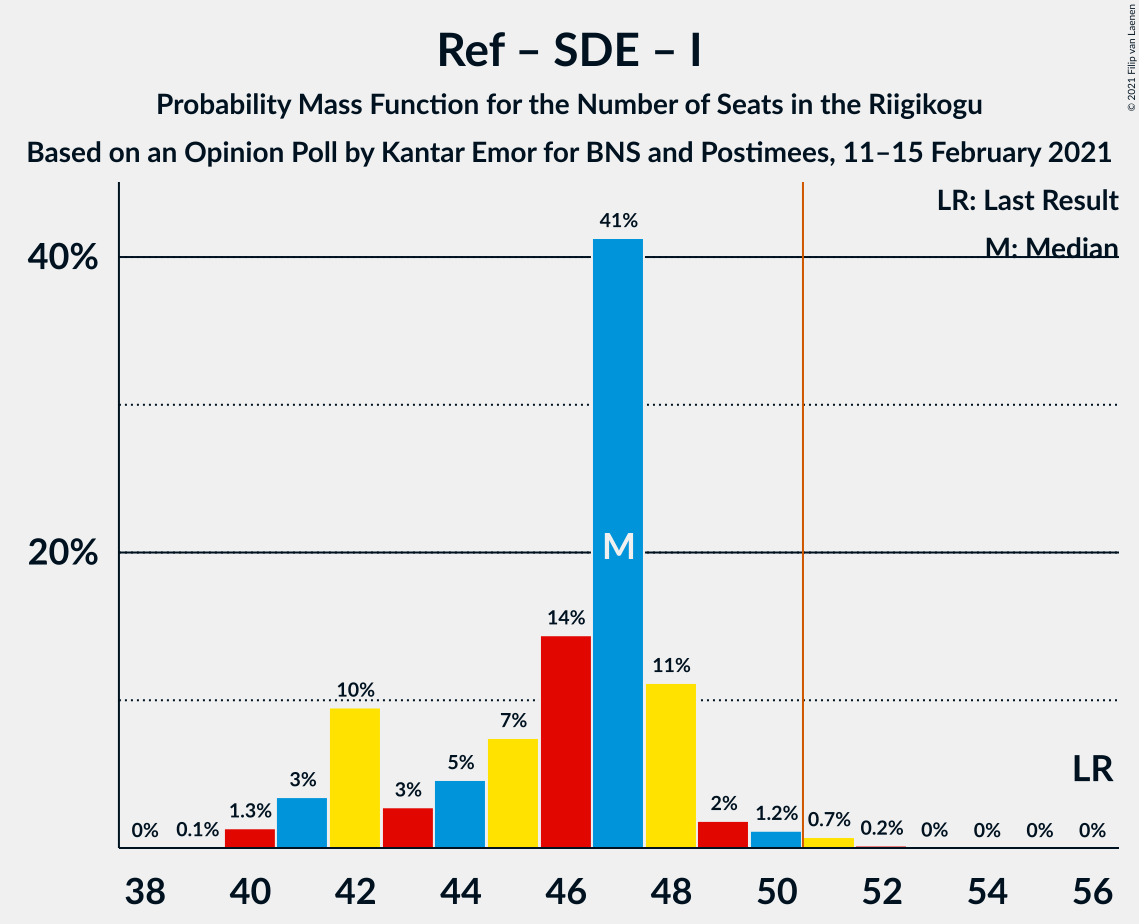 Ref – SDE – I
Probability Mass Function for the Number of Seats in the Riigikogu
Based on an Opinion Poll by Kantar Emor for BNS and Postimees, 11–15 February 2021
© 2021 Filip van Laenen
LR: Last Result
M: Median
40%
20%
0% 0.1% 1.3% 3% 10% 3% 5% 7% 14% 41% 11% 2% 1.2% 0.7% 0.2% 0% 0% 0% 0%
M
LR
38 40 42 44 46 48 50 52 54 56